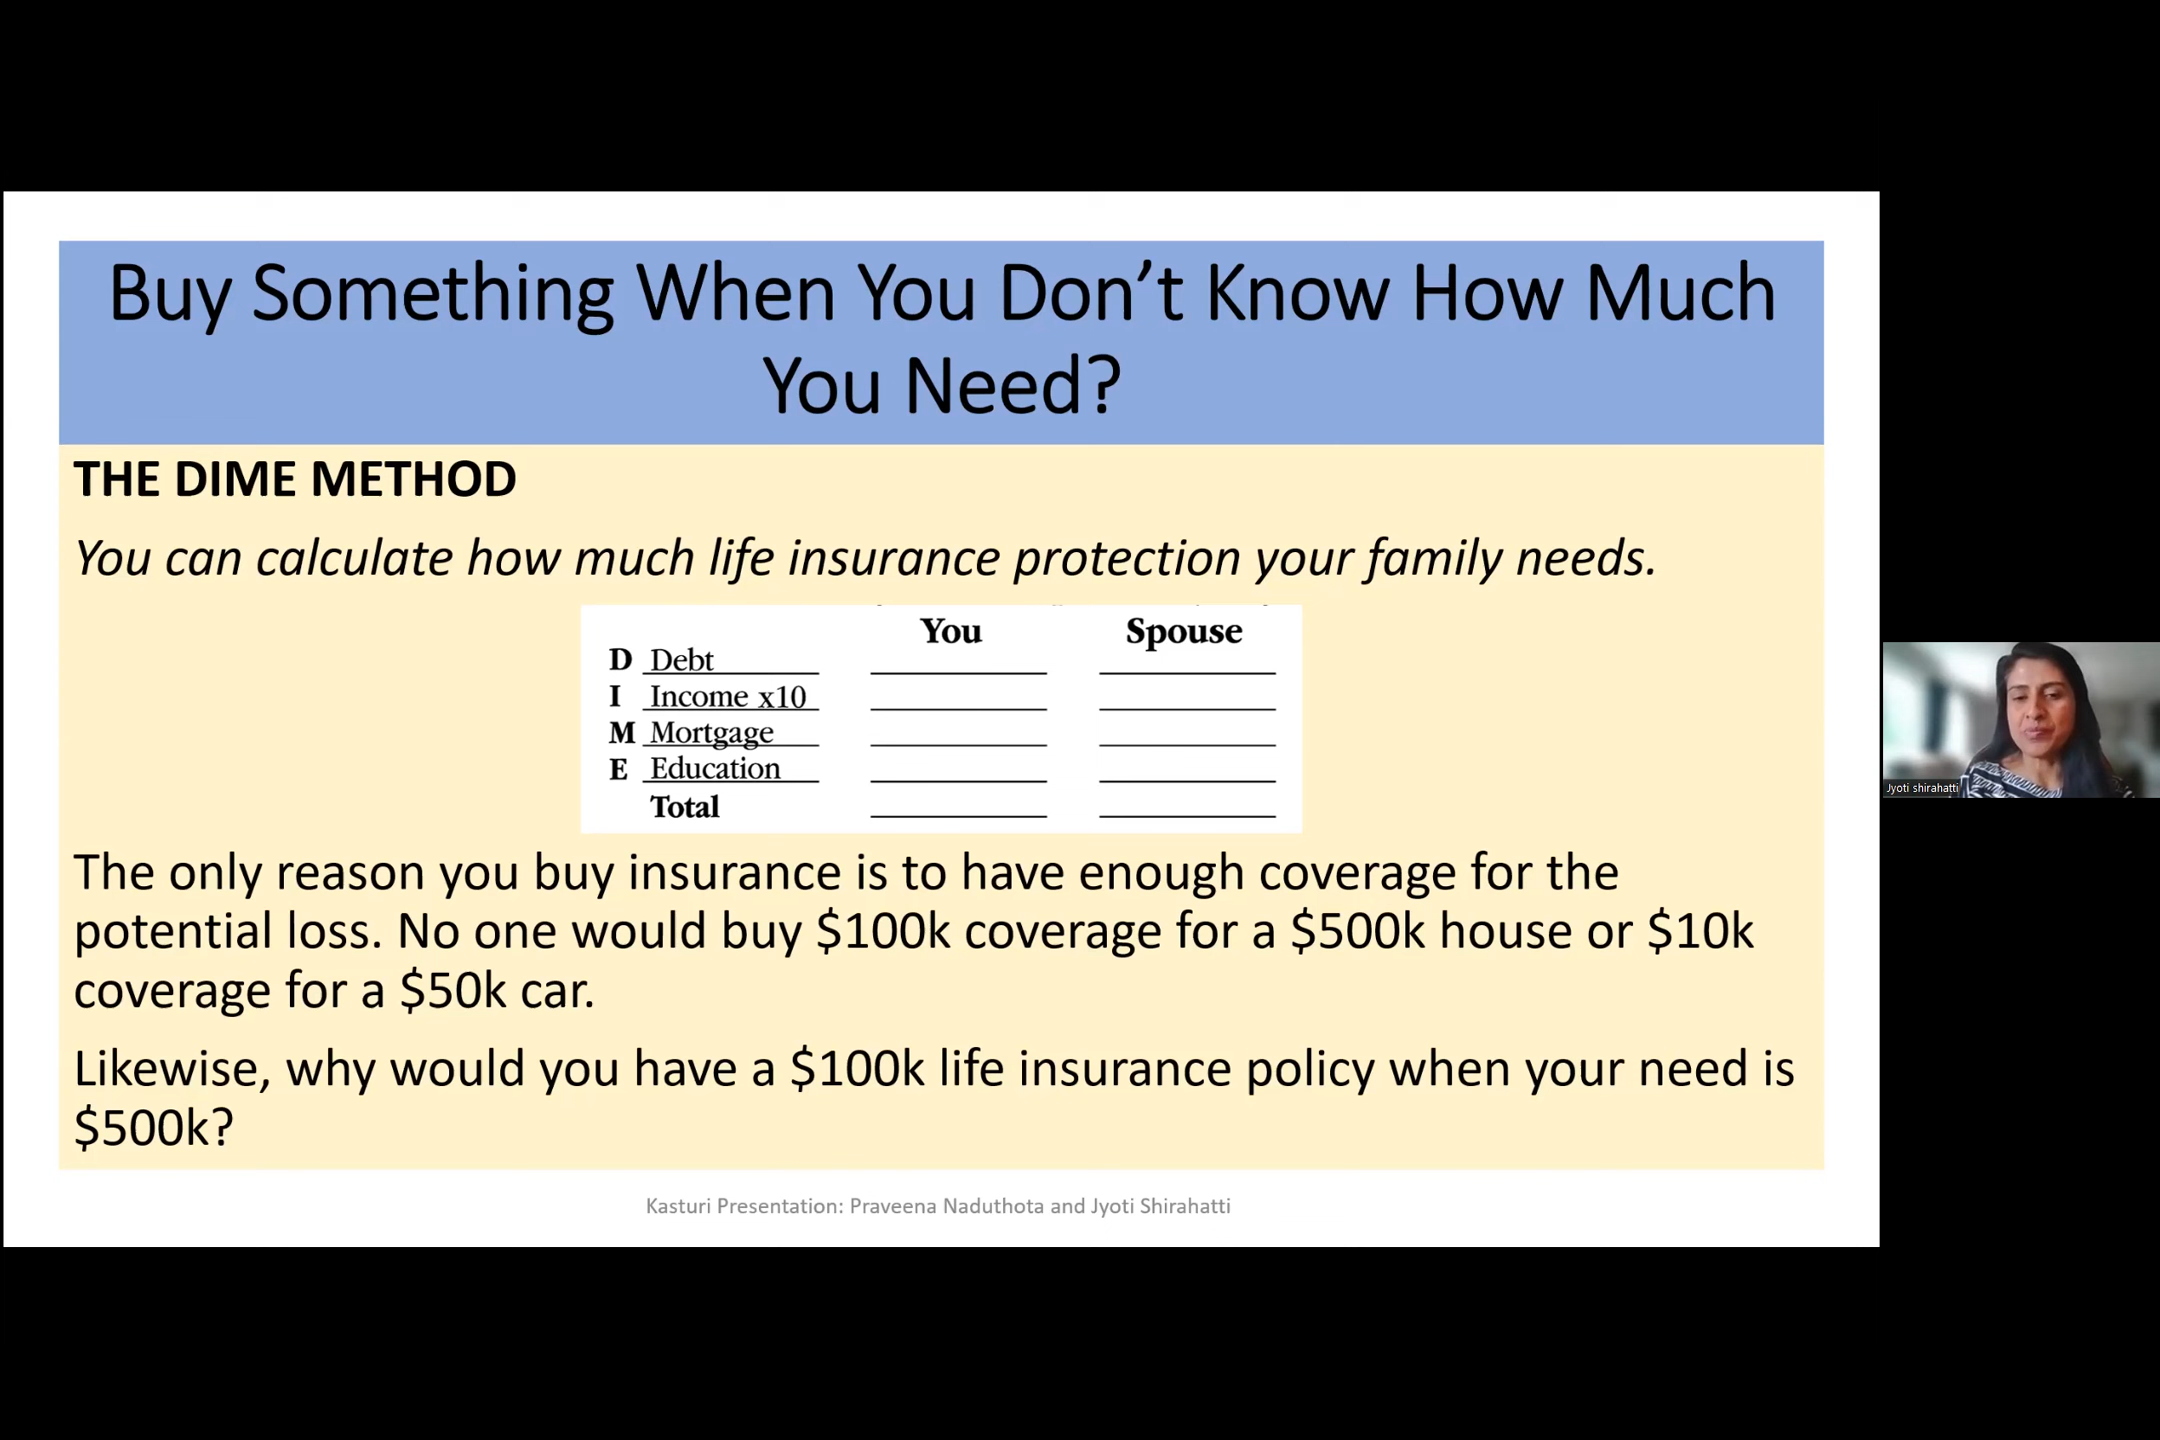 Buy Something When You Don’t Know How Much
You Need?
THE DIME METHOD
You can calculate how much life insurance protection your family needs.
You Spouse
D Debt
I Income x10
M Mortgage
E Education
Total
The only reason you buy insurance is to have enough coverage for the
potential loss. No one would buy $100k coverage for a $500k house or $10k
coverage for a $50k car.
Likewise, why would you have a $100k life insurance policy when your need is
$500k?
Kasturi Presentation: Praveena Naduthota and Jyoti Shirahatti
Jyoti shirahatti